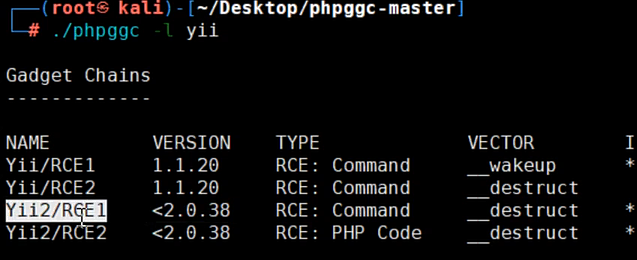 ┌──(root㉿ kali)-[~/Desktop/phpggc-master]
└─# ./phpggc -l yii
Gadget Chains
-------------
NAME VERSION TYPE VECTOR I
Yii/RCE1 1.1.20 RCE: Command __wakeup *
Yii/RCE2 1.1.20 RCE: Command __destruct
Yii2/RCE1 <2.0.38 RCE: Command __destruct *
Yii2/RCE2 <2.0.38 RCE: PHP Code __destruct *